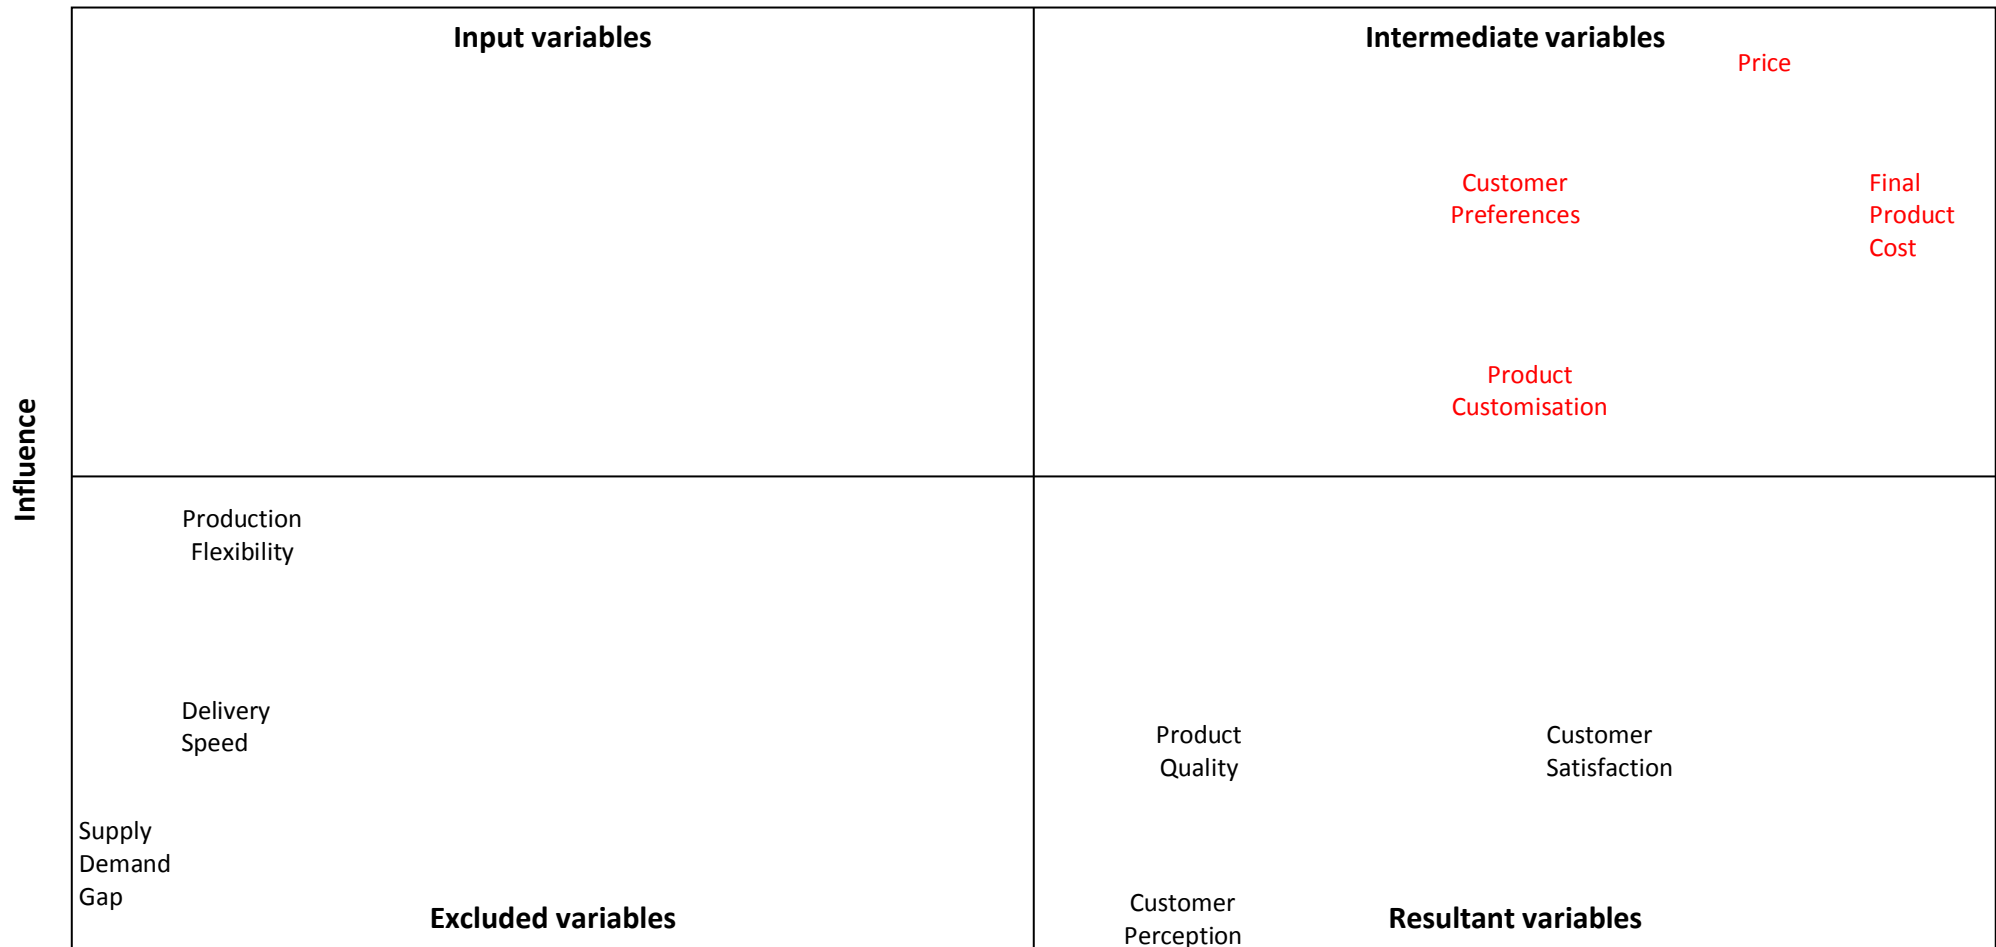 Input variables
Intermediate variables
Price
Customer
Preferences
Final
Product
Cost
Product
Customisation
Influence
Production
Flexibility
Delivery
Speed
Supply
Demand
Gap
Excluded variables
Product
Quality
Customer
Satisfaction
Customer
Perception
Resultant variables